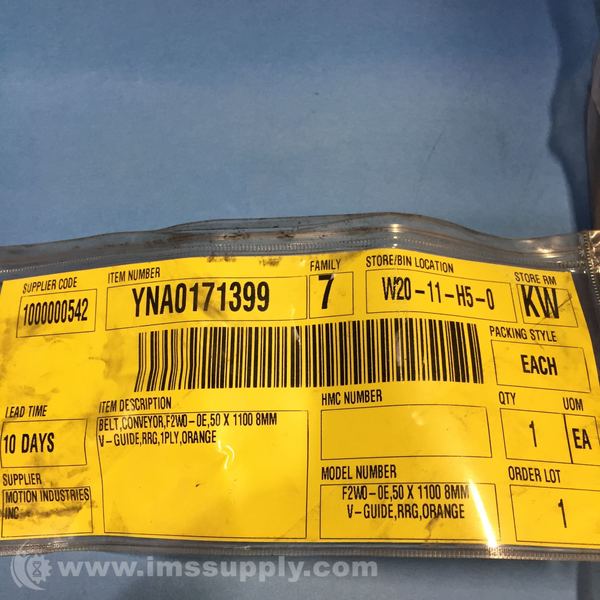 SUPPLIER CODE
1000000542
ITEM NUMBER
YNA0171399
FAMILY
7
STORE/BIN LOCATION
W20-11-H5-0
STORE RM
KW
PACKING STYLE
EACH
LEAD TIME
10 DAYS
ITEM DESCRIPTION
BELT,CONVEYOR,F2W0-0E,50 X 1100 8MM
V-GUIDE,RRG,1PLY,ORANGE
HMC NUMBER
QTY
1
UOM
EA
SUPPLIER
MOTION INDUSTRIES
INC
MODEL NUMBER
F2W0-0E,50 X 1100 8MM
V-GUIDE,RRG,ORANGE
ORDER LOT
1
© www.imssupply.com/